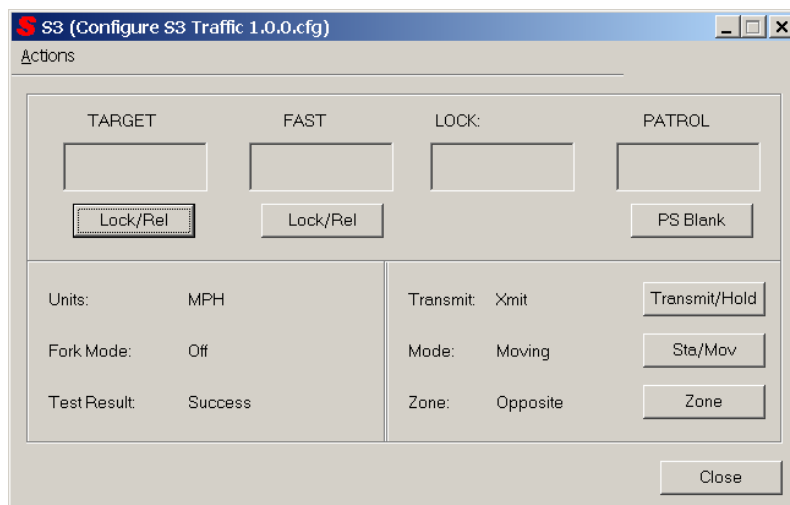 S S3 (Configure S3 Traffic 1.0.0.cfg)
Actions
TARGET FAST LOCK: PATROL
Lock/Rel Lock/Rel PS Blank
Units: MPH Transmit: Xmit Transmit/Hold
Fork Mode: Off Mode: Moving Sta/Mov
Test Result: Success Zone: Opposite Zone
Close